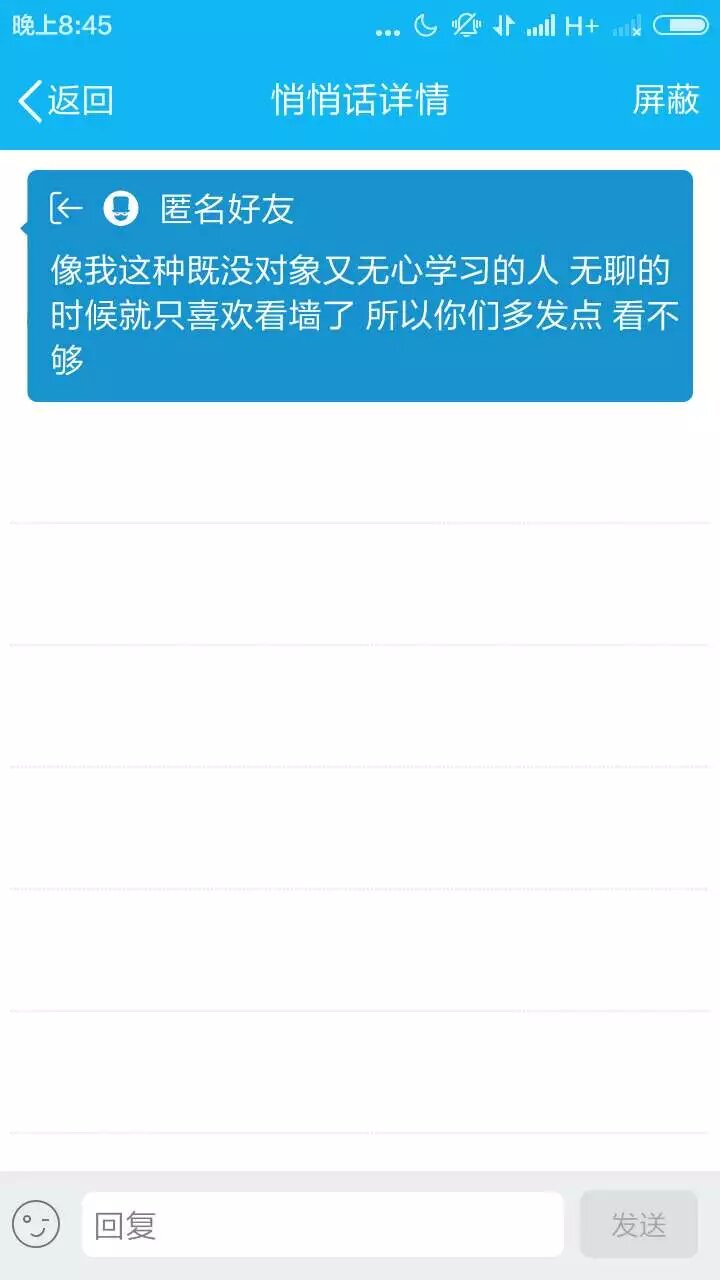 晚上8:45
H+
返回
悄悄话详情
屏蔽
匿名好友
像我这种既没对象又无心学习的人 无聊的
时候就只喜欢看墙了 所以你们多发点 看不
够
回复
发送